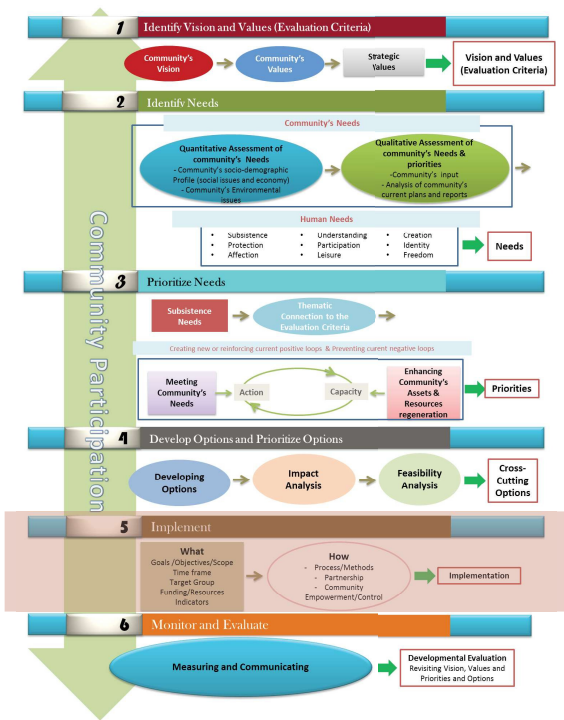 1 Identify Vision and Values (Evaluation Criteria)
Community's
Vision
Community's
Values
Strategic
Values
Vision and Values
(Evaluation Criteria)
2 Identify Needs
Community's Needs
Quantitative Assessment of
community's Needs
- Community's socio-demographic
Profile (social issues and economy)
- Community's Environmental
issues
Qualitative Assessment of
community's Needs &
priorities
-Community's input
- Analysis of community's
current plans and reports
Human Needs
• Subsistence
• Protection
• Affection
• Understanding
• Participation
• Leisure
• Creation
• Identity
• Freedom
Needs
3 Prioritize Needs
Subsistence
Needs
Thematic
Connection to the
Evaluation Criteria
Creating new or reinforcing current positive loops & Preventing curent negative loops
Meeting
Community's
Needs
Action
Capacity
Enhancing
Community's
Assets &
Resources
regeneration
Priorities
4 Develop Options and Prioritize Options
Developing
Options
Impact
Analysis
Feasibility
Analysis
Cross-
Cutting
Options
5 Implement
What
Goals /Objectives/Scope
Time frame
Target Group
Funding/Resources
Indicators
How
- Process/Methods
- Partnership
- Community
Empowerment/Control
Implementation
6 Monitor and Evaluate
Measuring and Communicating
Developmental Evaluation
Revisiting Vision, Values and
Priorities and Options
Community Participation